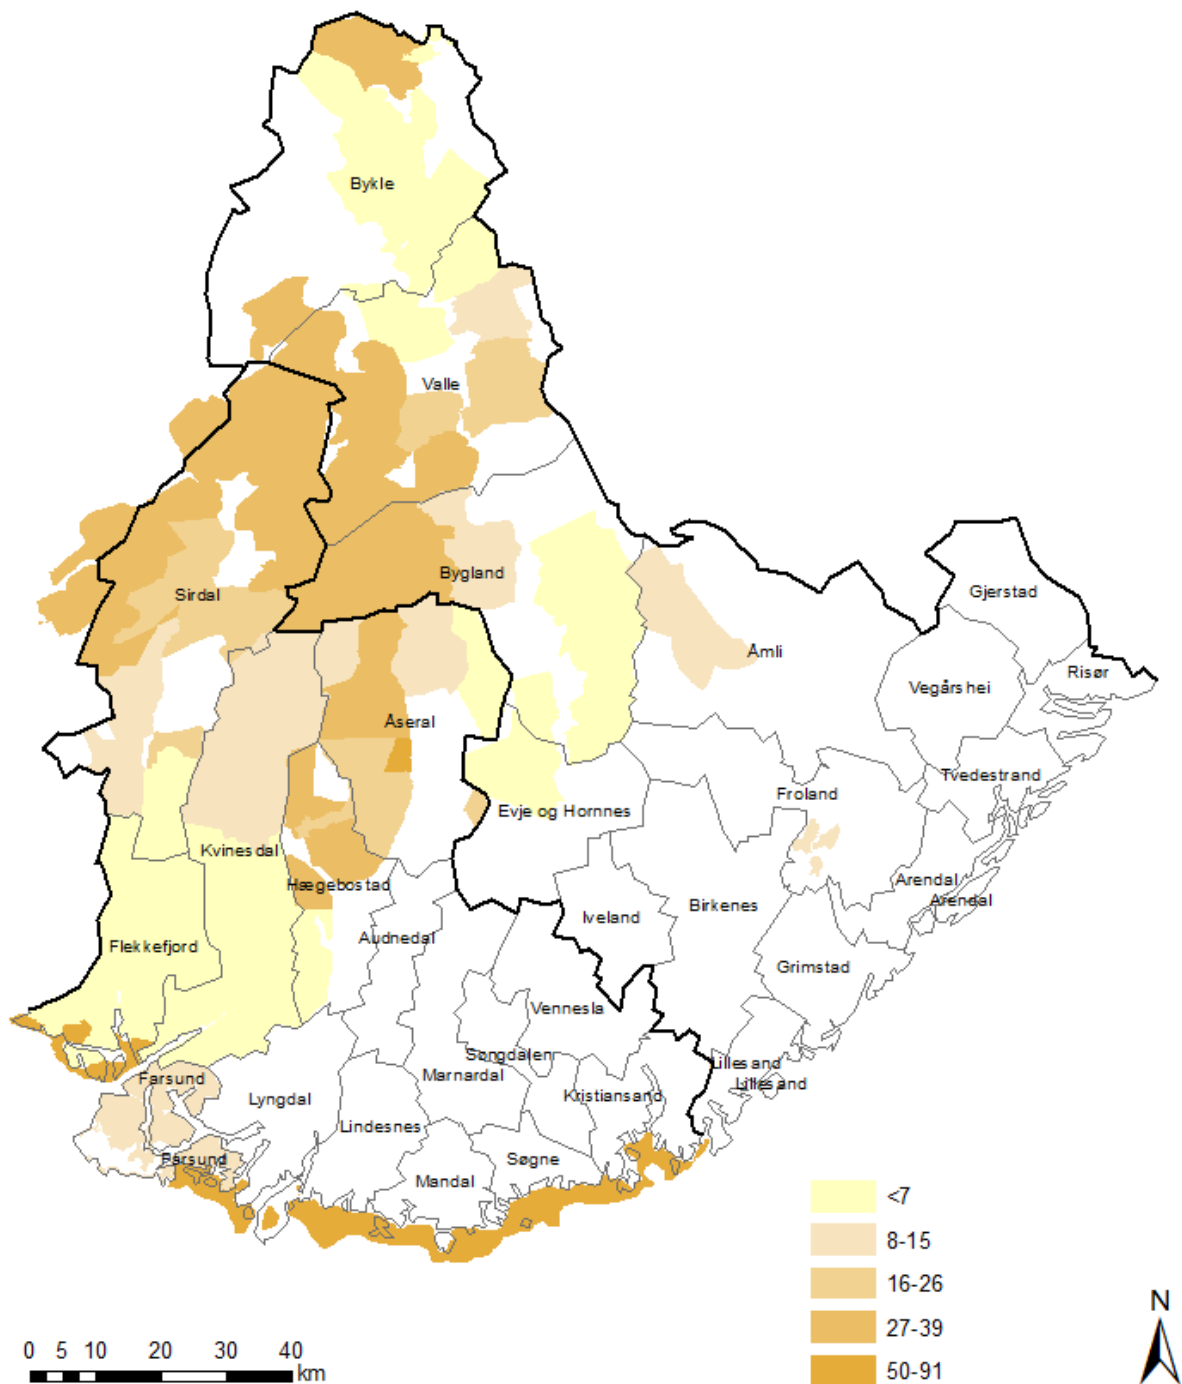 Bykle
Valle
Bygland
Sirdal
Gjerstad
Åmli
Risør
Vegårshei
Åseral
Tvedestrand
Froland
Evje og Hornnes
Kvinesdal
Hægebostad
Arendal
Arendal
Birkenes
Iveland
Audnedal
Flekkefjord
Grimstad
Vennesla
Songdalen
Lillesand
Lillesand
Marnardal
Farsund
Kristiansand
Lyngdal
Lindesnes
Farsund
Søgne
Mandal
<7
8-15
16-26
27-39
50-91
N
0 5 10 20 30 40
km